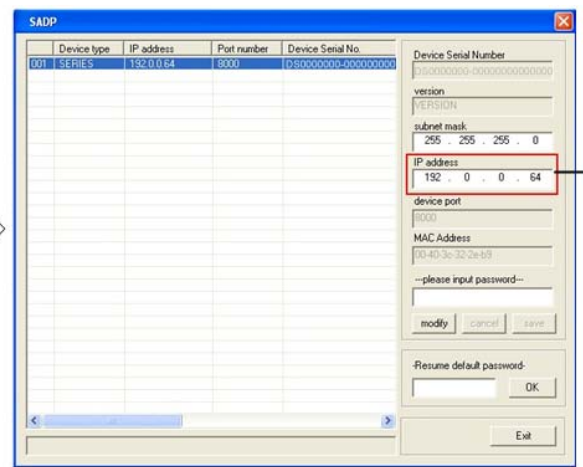 SADP
Device type IP address Port number Device Serial No.
001 SERIES 192.0.0.64 8000 DS0000000-000000000
Device Serial Number
DS0000000-00000000000000
version
VERSION
subnet mask
255 . 255 . 255 . 0
IP address
192 . 0 . 0 . 64
device port
8000
MAC Address
00-40-3c-32-2e-b9
---please input password---
modify cancel save
-Resume default password-
OK
Exit